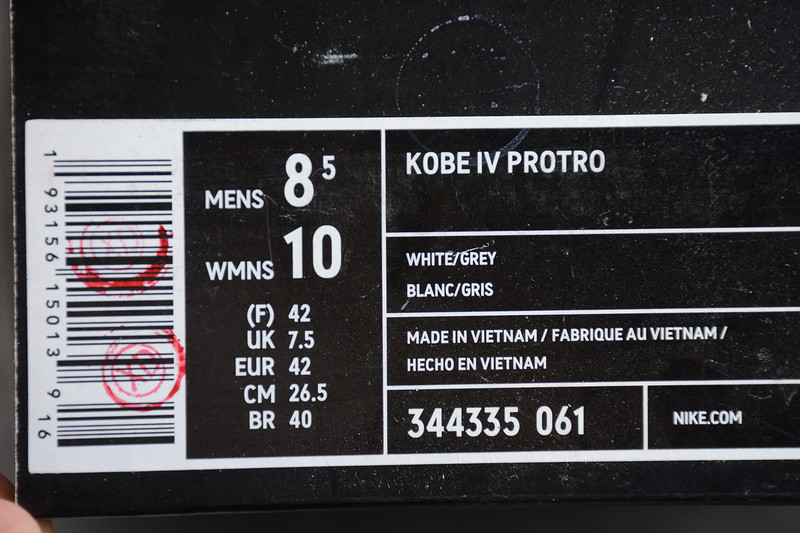 1 93156 15013 9 16
MENS 8 5
WMNS 10
(F) 42
UK 7.5
EUR 42
CM 26.5
BR 40
KOBE IV PROTRO
WHITE/GREY
BLANC/GRIS
MADE IN VIETNAM / FABRIQUE AU VIETNAM /
HECHO EN VIETNAM
344335 061
NIKE.COM